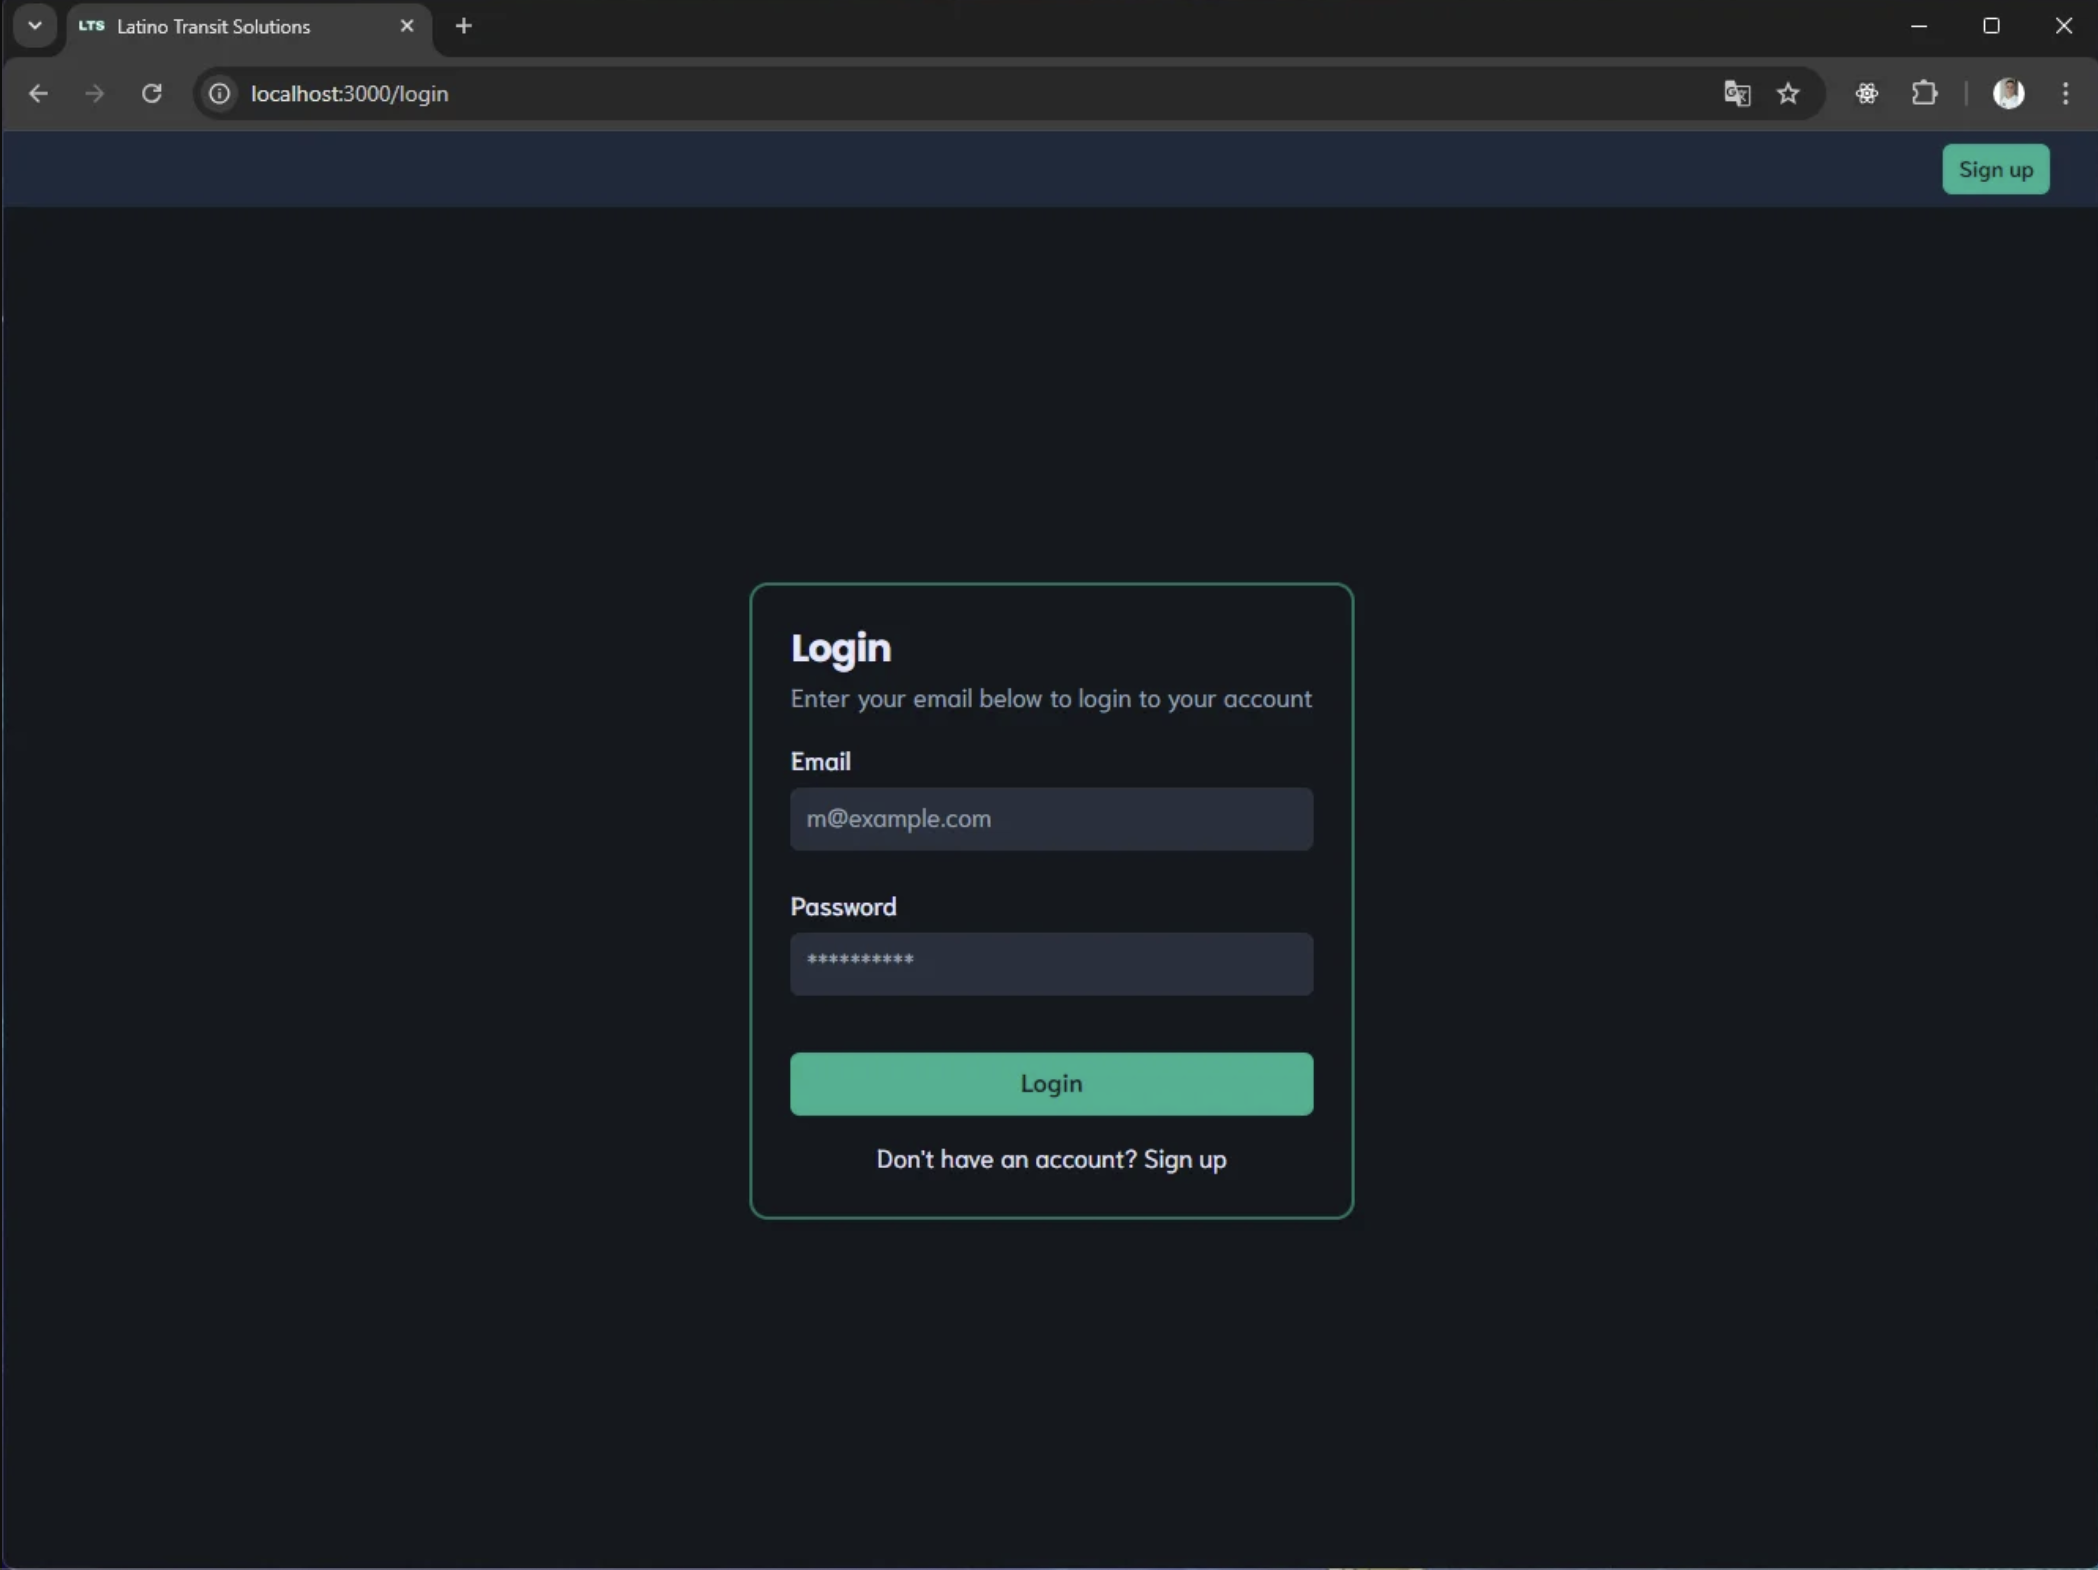 LTS Latino Transit Solutions
localhost:3000/login
Sign up
Login
Enter your email below to login to your account
Email
m@example.com
Password
**********
Login
Don't have an account? Sign up